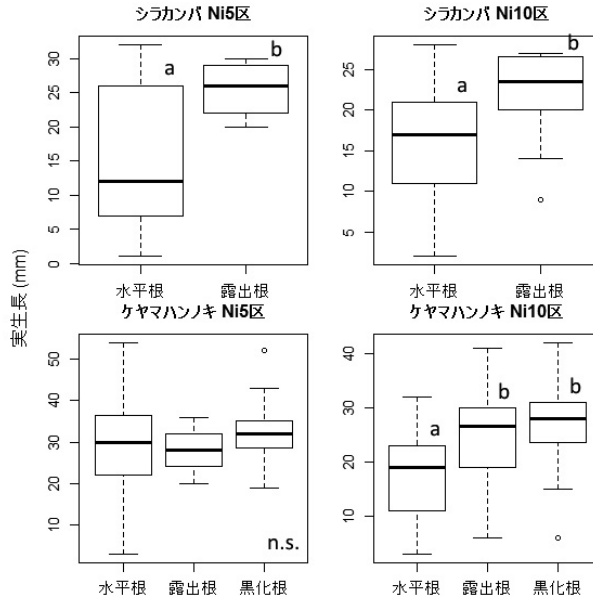 シラカンバ Ni5区
シラカンバ Ni10区
a
b
a
b
30
25
20
15
10
5
0
25
20
15
10
5
水平根
露出根
水平根
露出根
実生長 (mm)
ケヤマハンノキ Ni5区
ケヤマハンノキ Ni10区
50
40
30
20
10
n.s.
40
30
20
10
a
b
b
水平根
露出根
黒化根
水平根
露出根
黒化根